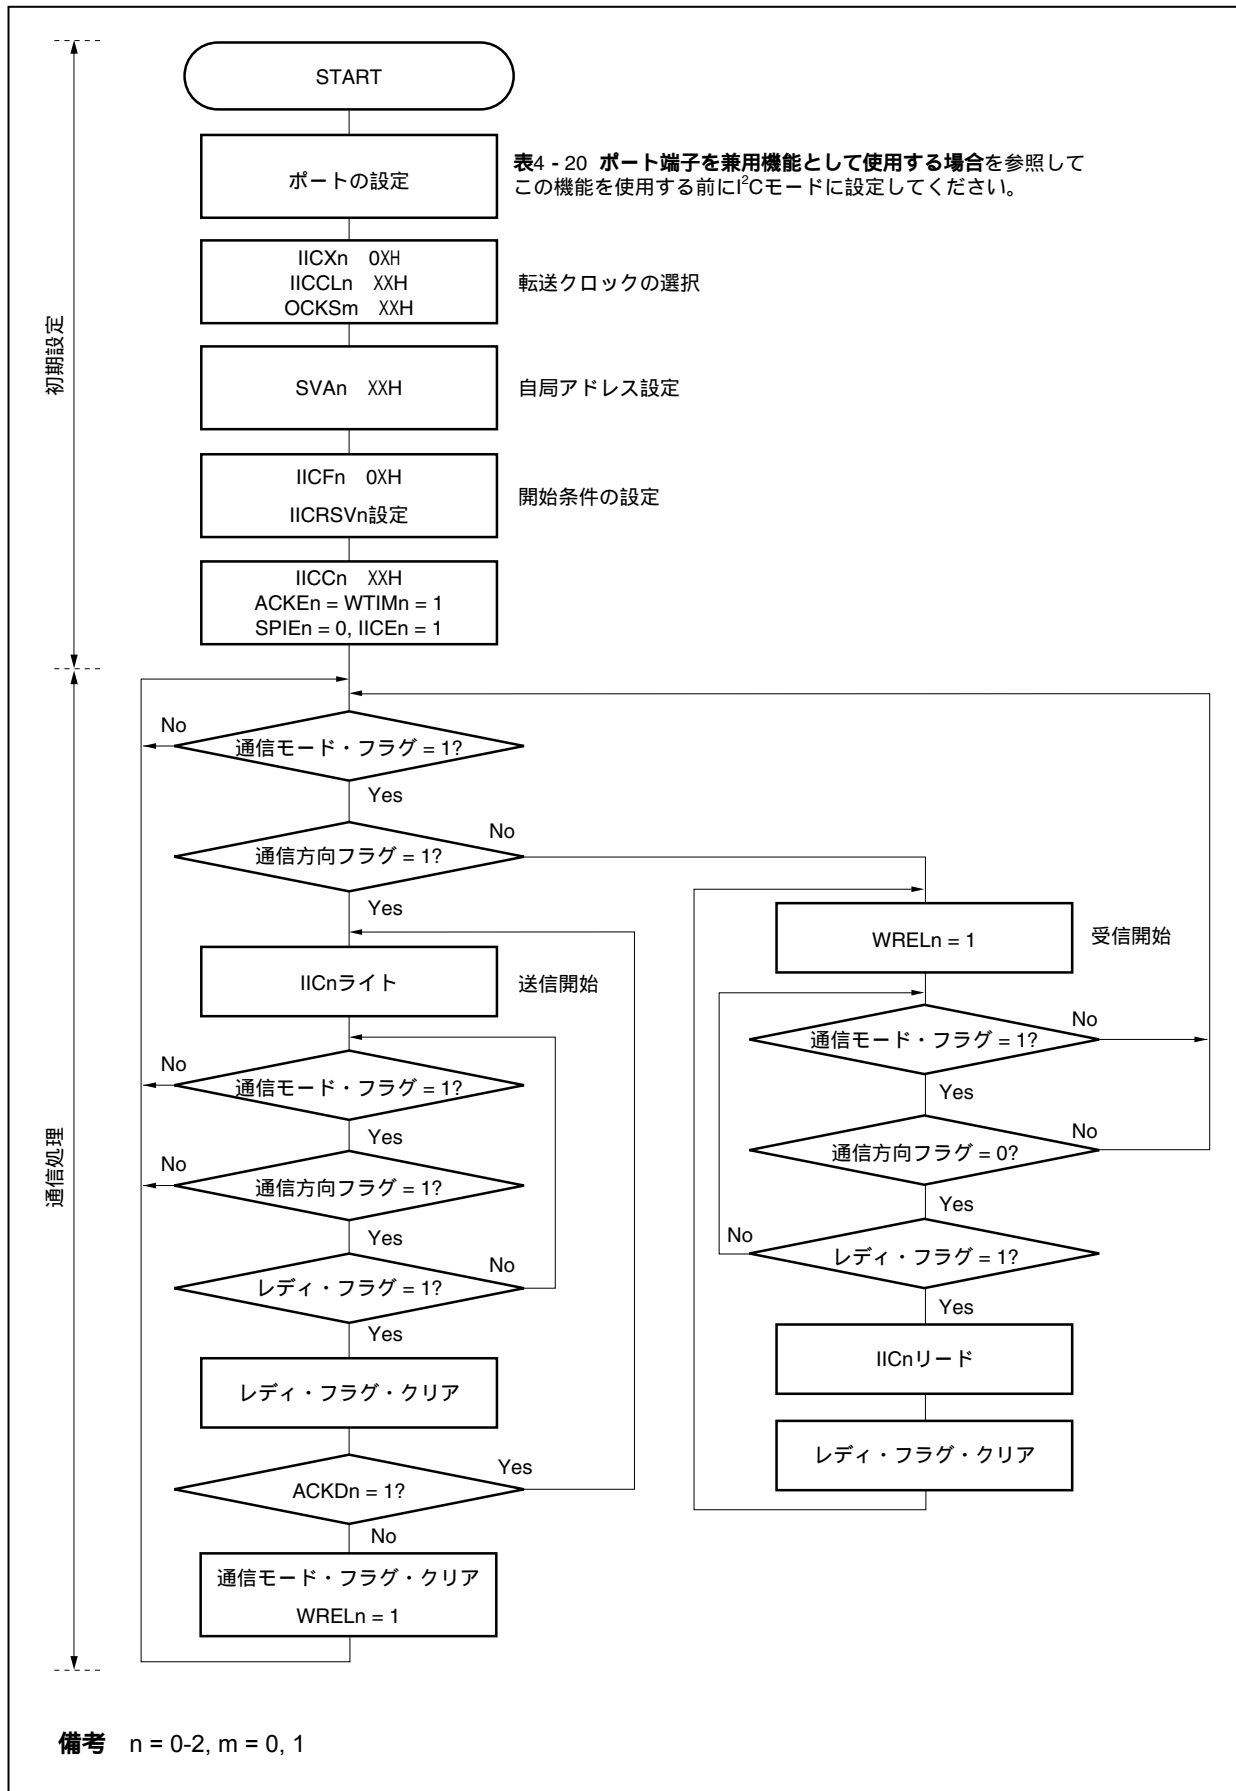 START
ポートの設定
表4 - 20 ポート端子を兼用機能として使用する場合を参照して
この機能を使用する前にI²Cモードに設定してください。
IICXn 0XH
IICCLn XXH
OCKSm XXH
転送クロックの選択
初期設定
SVAn XXH
自局アドレス設定
IICFn 0XH
IICRSVn設定
開始条件の設定
IICCn XXH
ACKEn = WTIMn = 1
SPIEn = 0, IICEn = 1
No
通信モード・フラグ = 1?
Yes
通信方向フラグ = 1?
No
Yes
IICnライト
送信開始
No
通信モード・フラグ = 1?
Yes
No
通信方向フラグ = 1?
Yes
レディ・フラグ = 1?
No
Yes
レディ・フラグ・クリア
ACKDn = 1?
Yes
No
通信モード・フラグ・クリア
WRELn = 1
通信処理
WRELn = 1
受信開始
通信モード・フラグ = 1?
No
Yes
通信方向フラグ = 0?
No
Yes
No
レディ・フラグ = 1?
Yes
IICnリード
レディ・フラグ・クリア
備考 n = 0-2, m = 0, 1